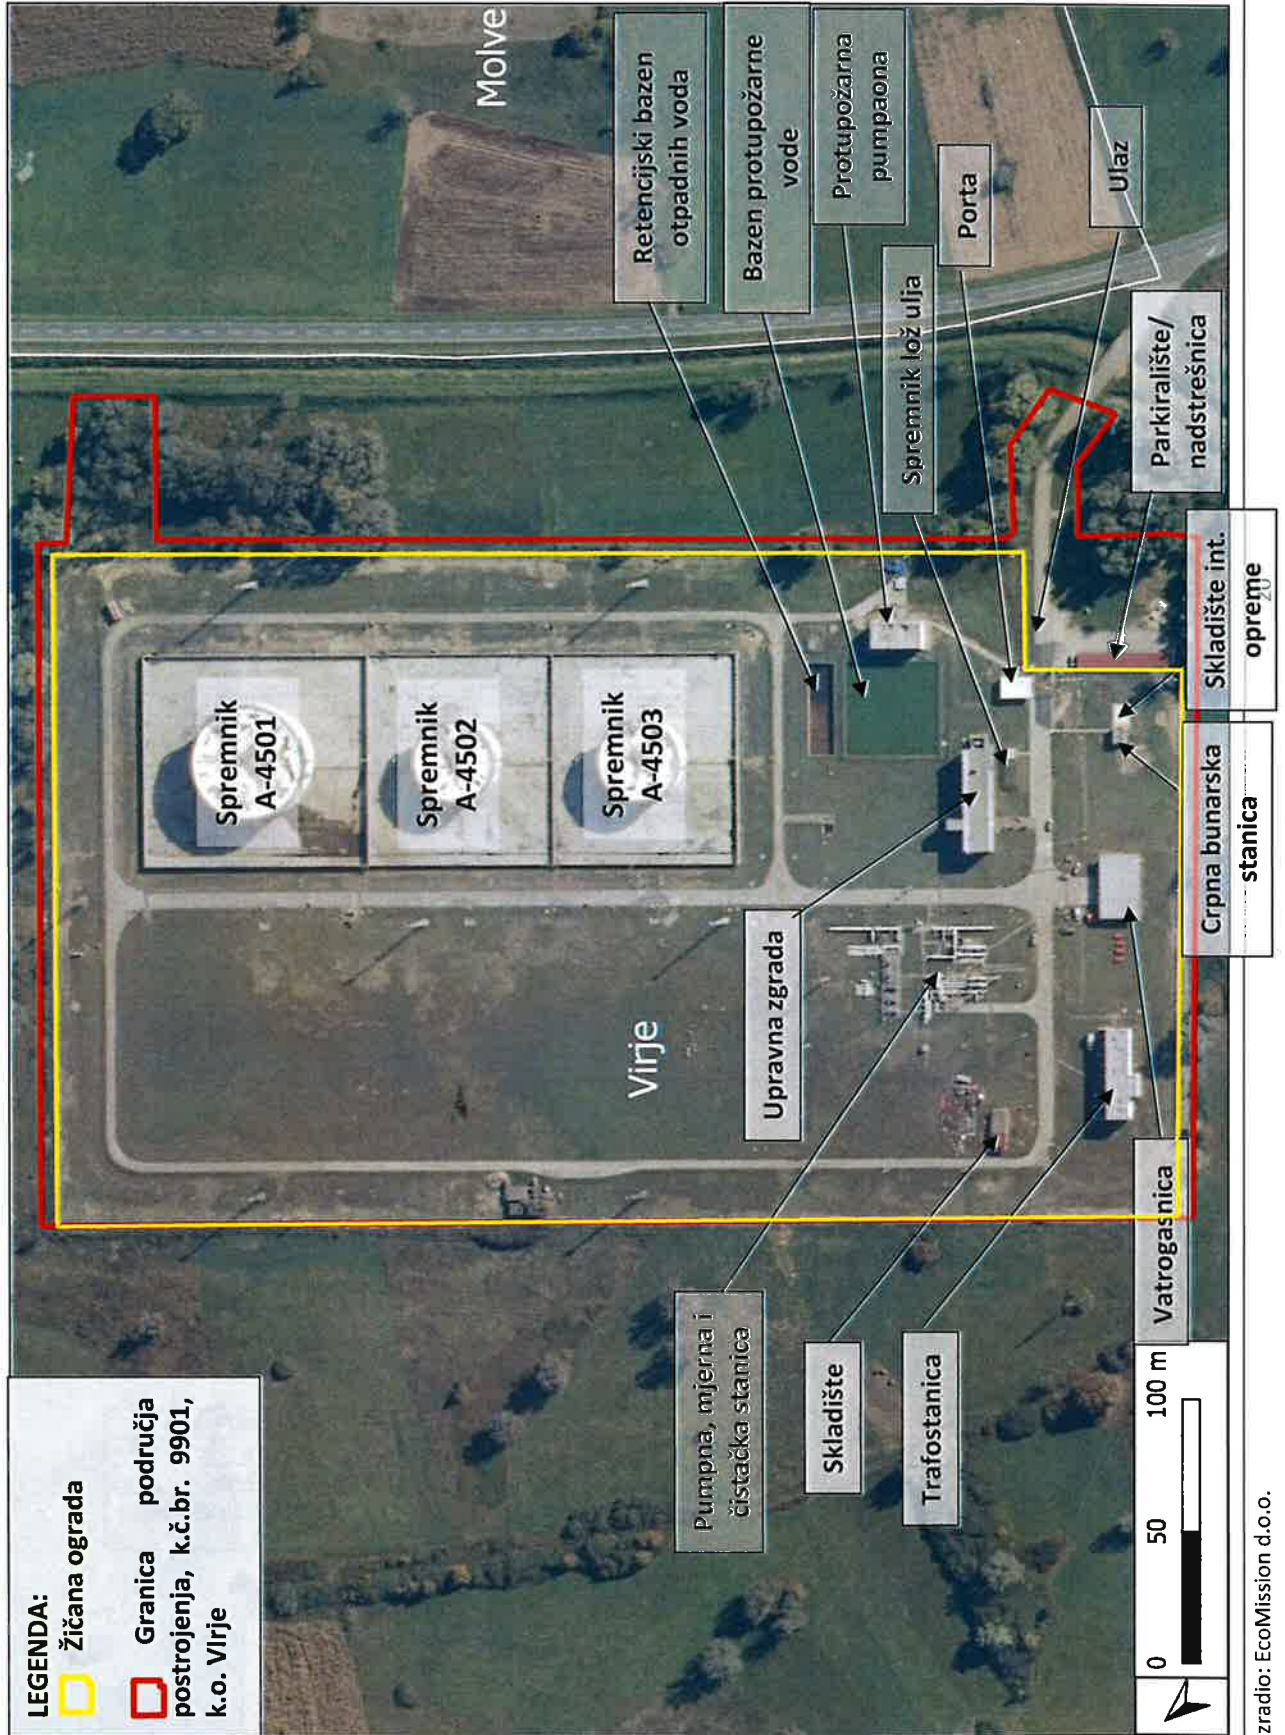 LEGENDA:
Žičana ograda
Granica područja
postrojenja, k.č.br. 9901,
k.o. VIrje
Molve
Virje
Spremnik
A-4501
Spremnik
A-4502
Spremnik
A-4503
Retencijski bazen
otpadnih voda
Bazen protupožarne
vode
Protupožarna
pumpaona
Spremnik lož ulja
Porta
Ulaz
Parkiralište/
nadstrešnica
Skladište int.
opreme
20
Crpna bunarska
stanica
Upravna zgrada
Pumpna, mjerna i
čistačka stanica
Skladište
Trafostanica
Vatrogasnica
0 50 100 m
zradio: EcoMission d.o.o.